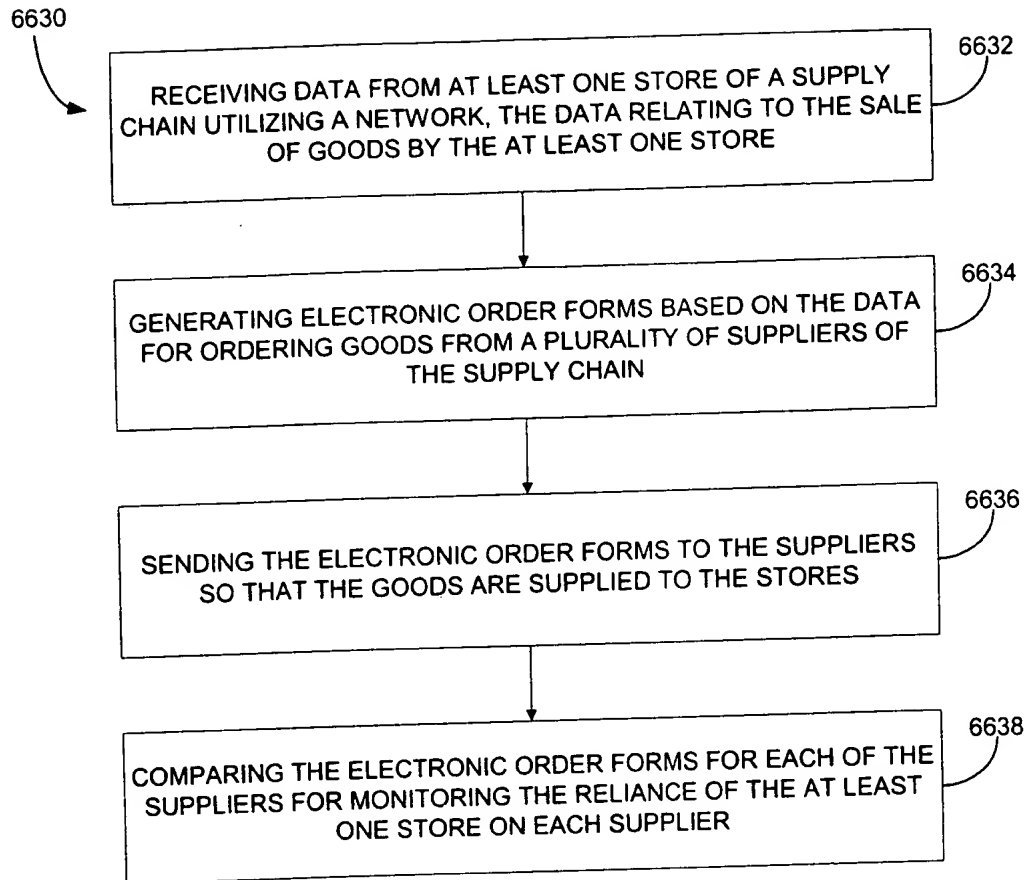 6630
6632
RECEIVING DATA FROM AT LEAST ONE STORE OF A SUPPLY
CHAIN UTILIZING A NETWORK, THE DATA RELATING TO THE SALE
OF GOODS BY THE AT LEAST ONE STORE
6634
GENERATING ELECTRONIC ORDER FORMS BASED ON THE DATA
FOR ORDERING GOODS FROM A PLURALITY OF SUPPLIERS OF
THE SUPPLY CHAIN
6636
SENDING THE ELECTRONIC ORDER FORMS TO THE SUPPLIERS
SO THAT THE GOODS ARE SUPPLIED TO THE STORES
6638
COMPARING THE ELECTRONIC ORDER FORMS FOR EACH OF THE
SUPPLIERS FOR MONITORING THE RELIANCE OF THE AT LEAST
ONE STORE ON EACH SUPPLIER